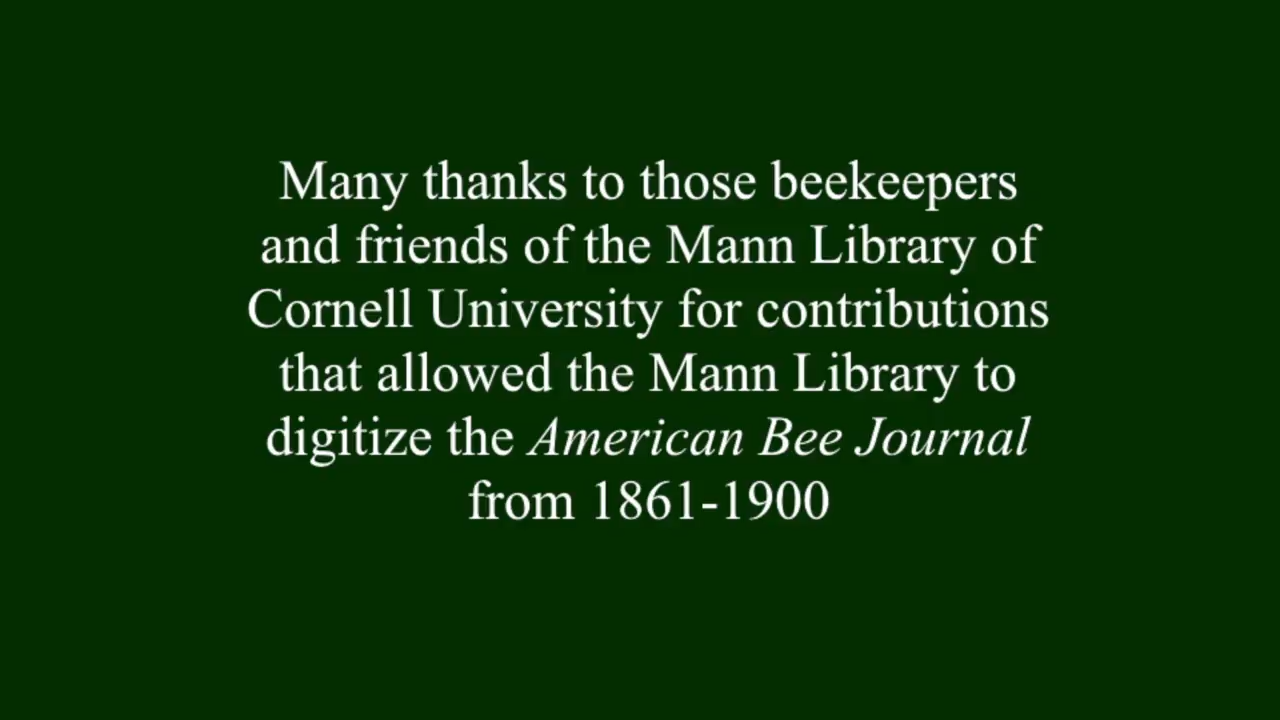 Many thanks to those beekeepers
and friends of the Mann Library of
Cornell University for contributions
that allowed the Mann Library to
digitize the American Bee Journal
from 1861-1900